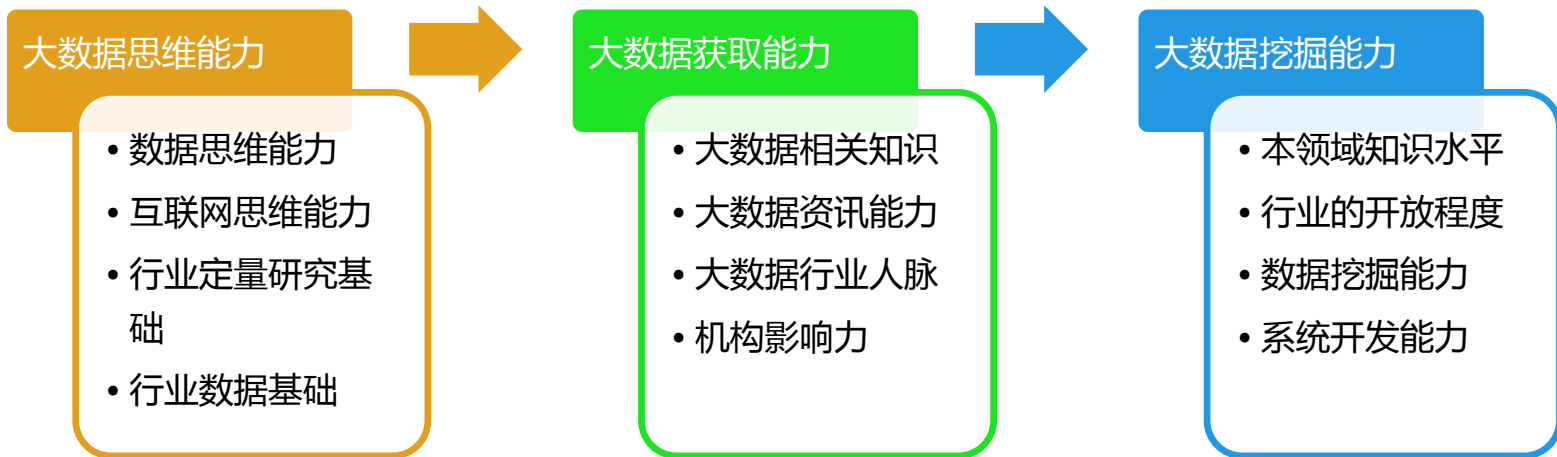 大数据思维能力
• 数据思维能力
• 互联网思维能力
• 行业定量研究基
础
• 行业数据基础
大数据获取能力
• 大数据相关知识
• 大数据资讯能力
• 大数据行业人脉
• 机构影响力
大数据挖掘能力
• 本领域知识水平
• 行业的开放程度
• 数据挖掘能力
• 系统开发能力